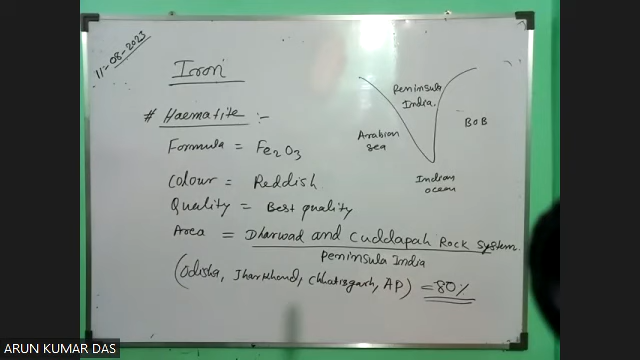 11-08-2023
Iron
# Haematite :-
Formula = Fe2O3
Colour = Reddish
Quality = Best quality
Area = Dharwad and Cuddapah Rock System.
Peninsula India
(Odisha, Jharkhand, Chhatisgarh, AP) = 80%
Peninsula
India.
Arabian
sea
BOB
Indian
ocean
ARUN KUMAR DAS